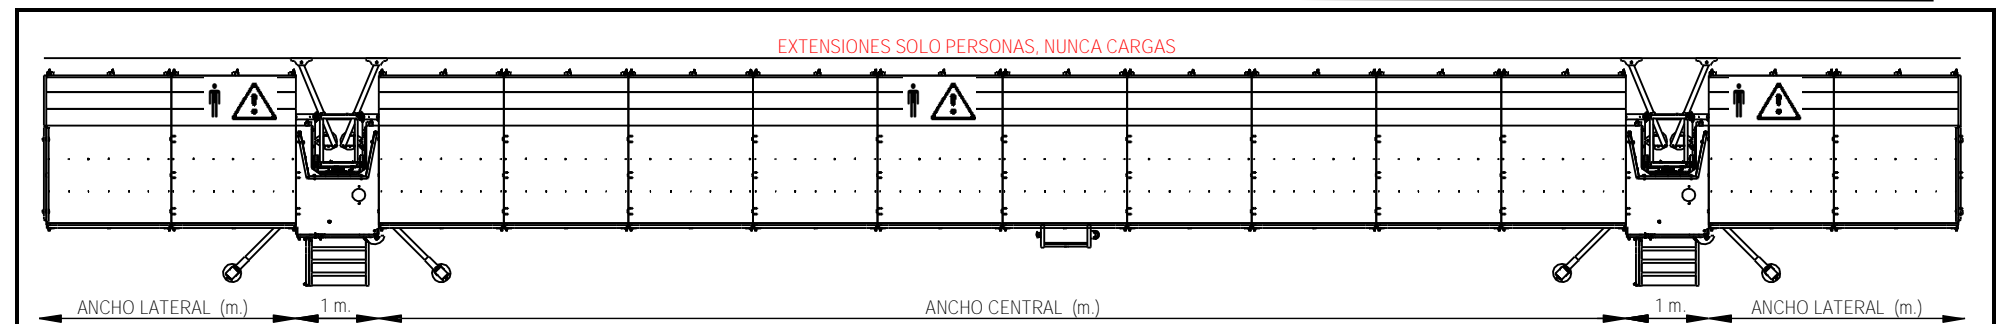 EXTENSIONES SOLO PERSONAS, NUNCA CARGAS
ANCHO LATERAL (m.)
1 m.
ANCHO CENTRAL (m.)
1 m.
ANCHO LATERAL (m.)